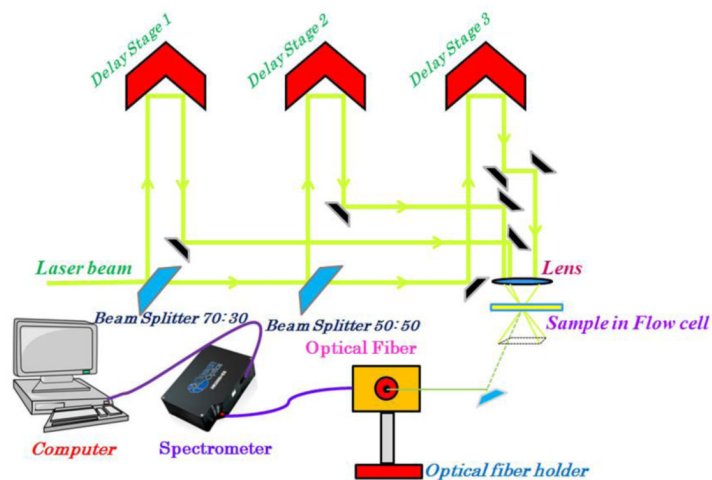 Delay Stage 1
Delay Stage 2
Delay Stage 3
Laser beam
Lens
Beam Splitter 70:30
Beam Splitter 50:50
Sample in Flow cell
Optical Fiber
Computer
Spectrometer
Optical fiber holder